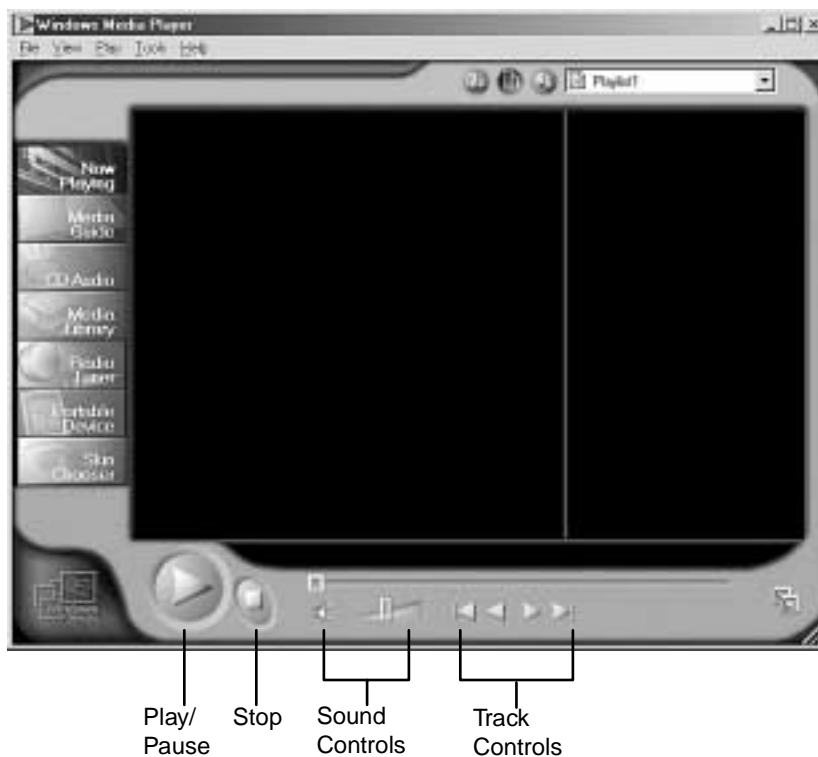 Windows Media Player
File View Play Tools Help
Playlist1
Now
Playing
Media
Guide
CD Audio
Media
Library
Radio
Tuner
Portable
Device
Skin
Chooser
Play/
Pause
Stop
Sound
Controls
Track
Controls